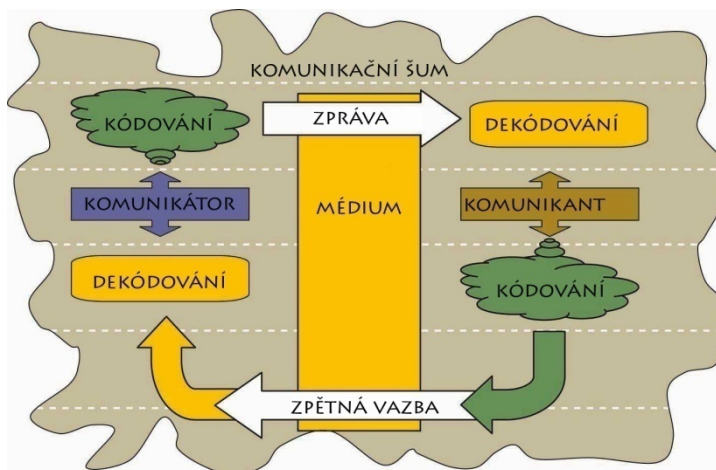 KOMUNIKAČNÍ ŠUM
KÓDOVÁNÍ
ZPRÁVA
DEKÓDOVÁNÍ
KOMUNIKÁTOR
MÉDIUM
KOMUNIKANT
DEKÓDOVÁNÍ
KÓDOVÁNÍ
ZPĚTNÁ VAZBA